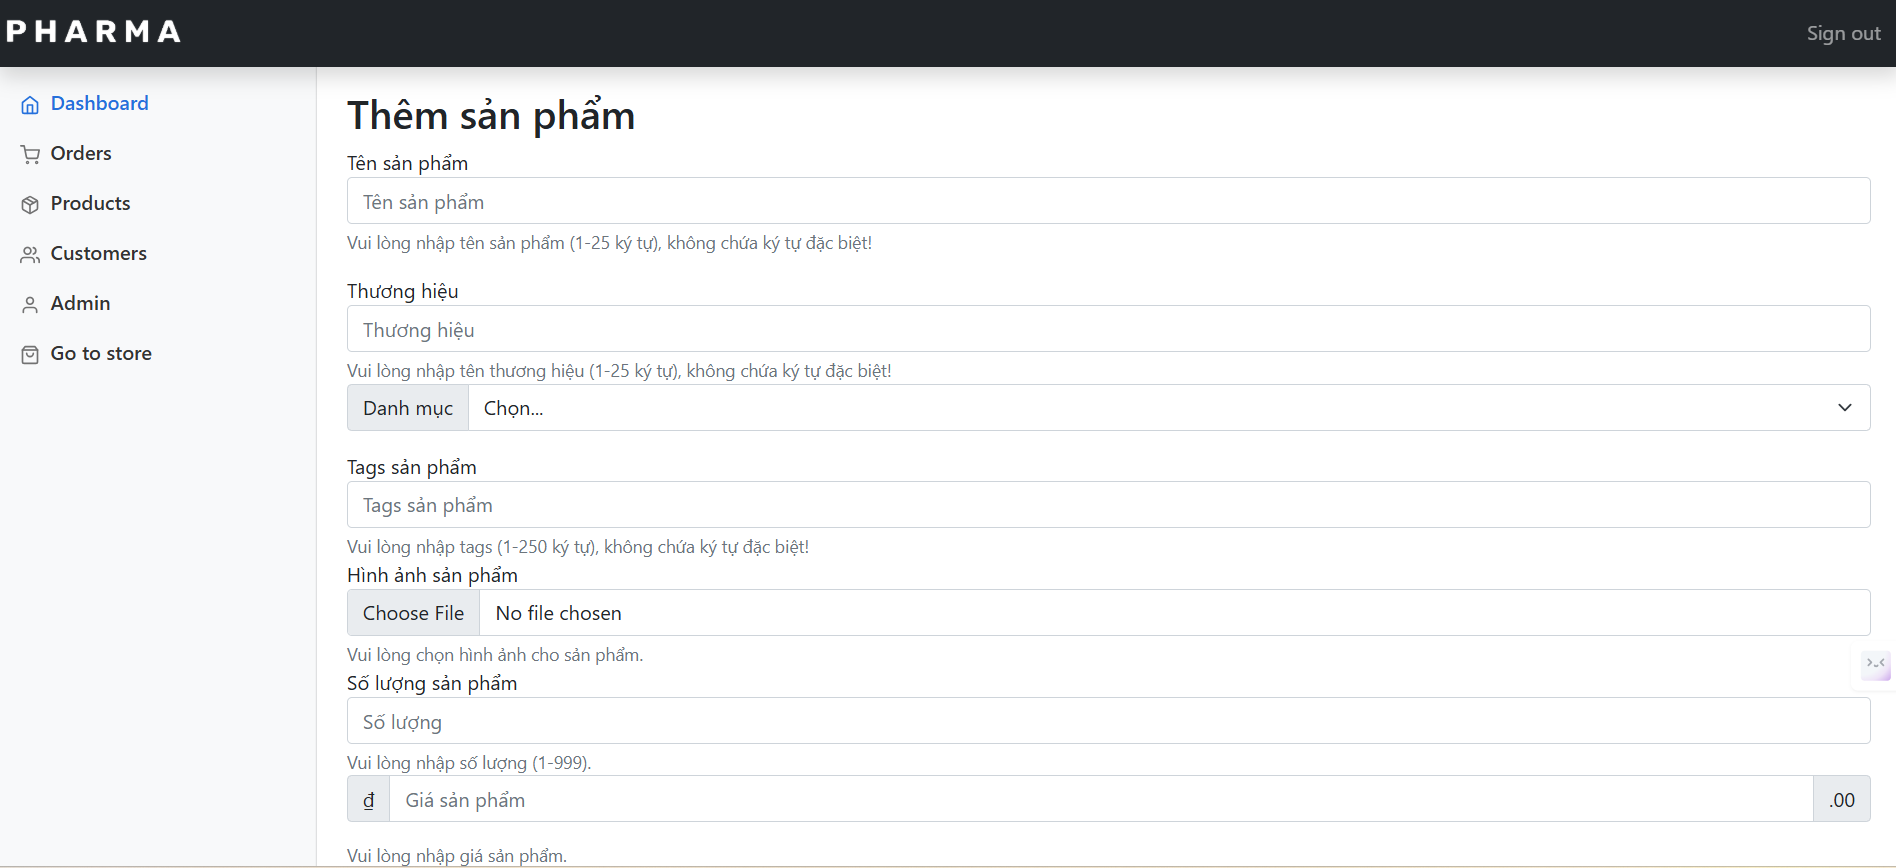 PHARMA
Sign out
Dashboard
Orders
Products
Customers
Admin
Go to store
Thêm sản phẩm
Tên sản phẩm
Tên sản phẩm
Vui lòng nhập tên sản phẩm (1-25 ký tự), không chứa ký tự đặc biệt!
Thương hiệu
Thương hiệu
Vui lòng nhập tên thương hiệu (1-25 ký tự), không chứa ký tự đặc biệt!
Danh mục Chọn...
Tags sản phẩm
Tags sản phẩm
Vui lòng nhập tags (1-250 ký tự), không chứa ký tự đặc biệt!
Hình ảnh sản phẩm
Choose File No file chosen
Vui lòng chọn hình ảnh cho sản phẩm.
Số lượng sản phẩm
Số lượng
Vui lòng nhập số lượng (1-999).
₫ Giá sản phẩm .00
Vui lòng nhập giá sản phẩm.